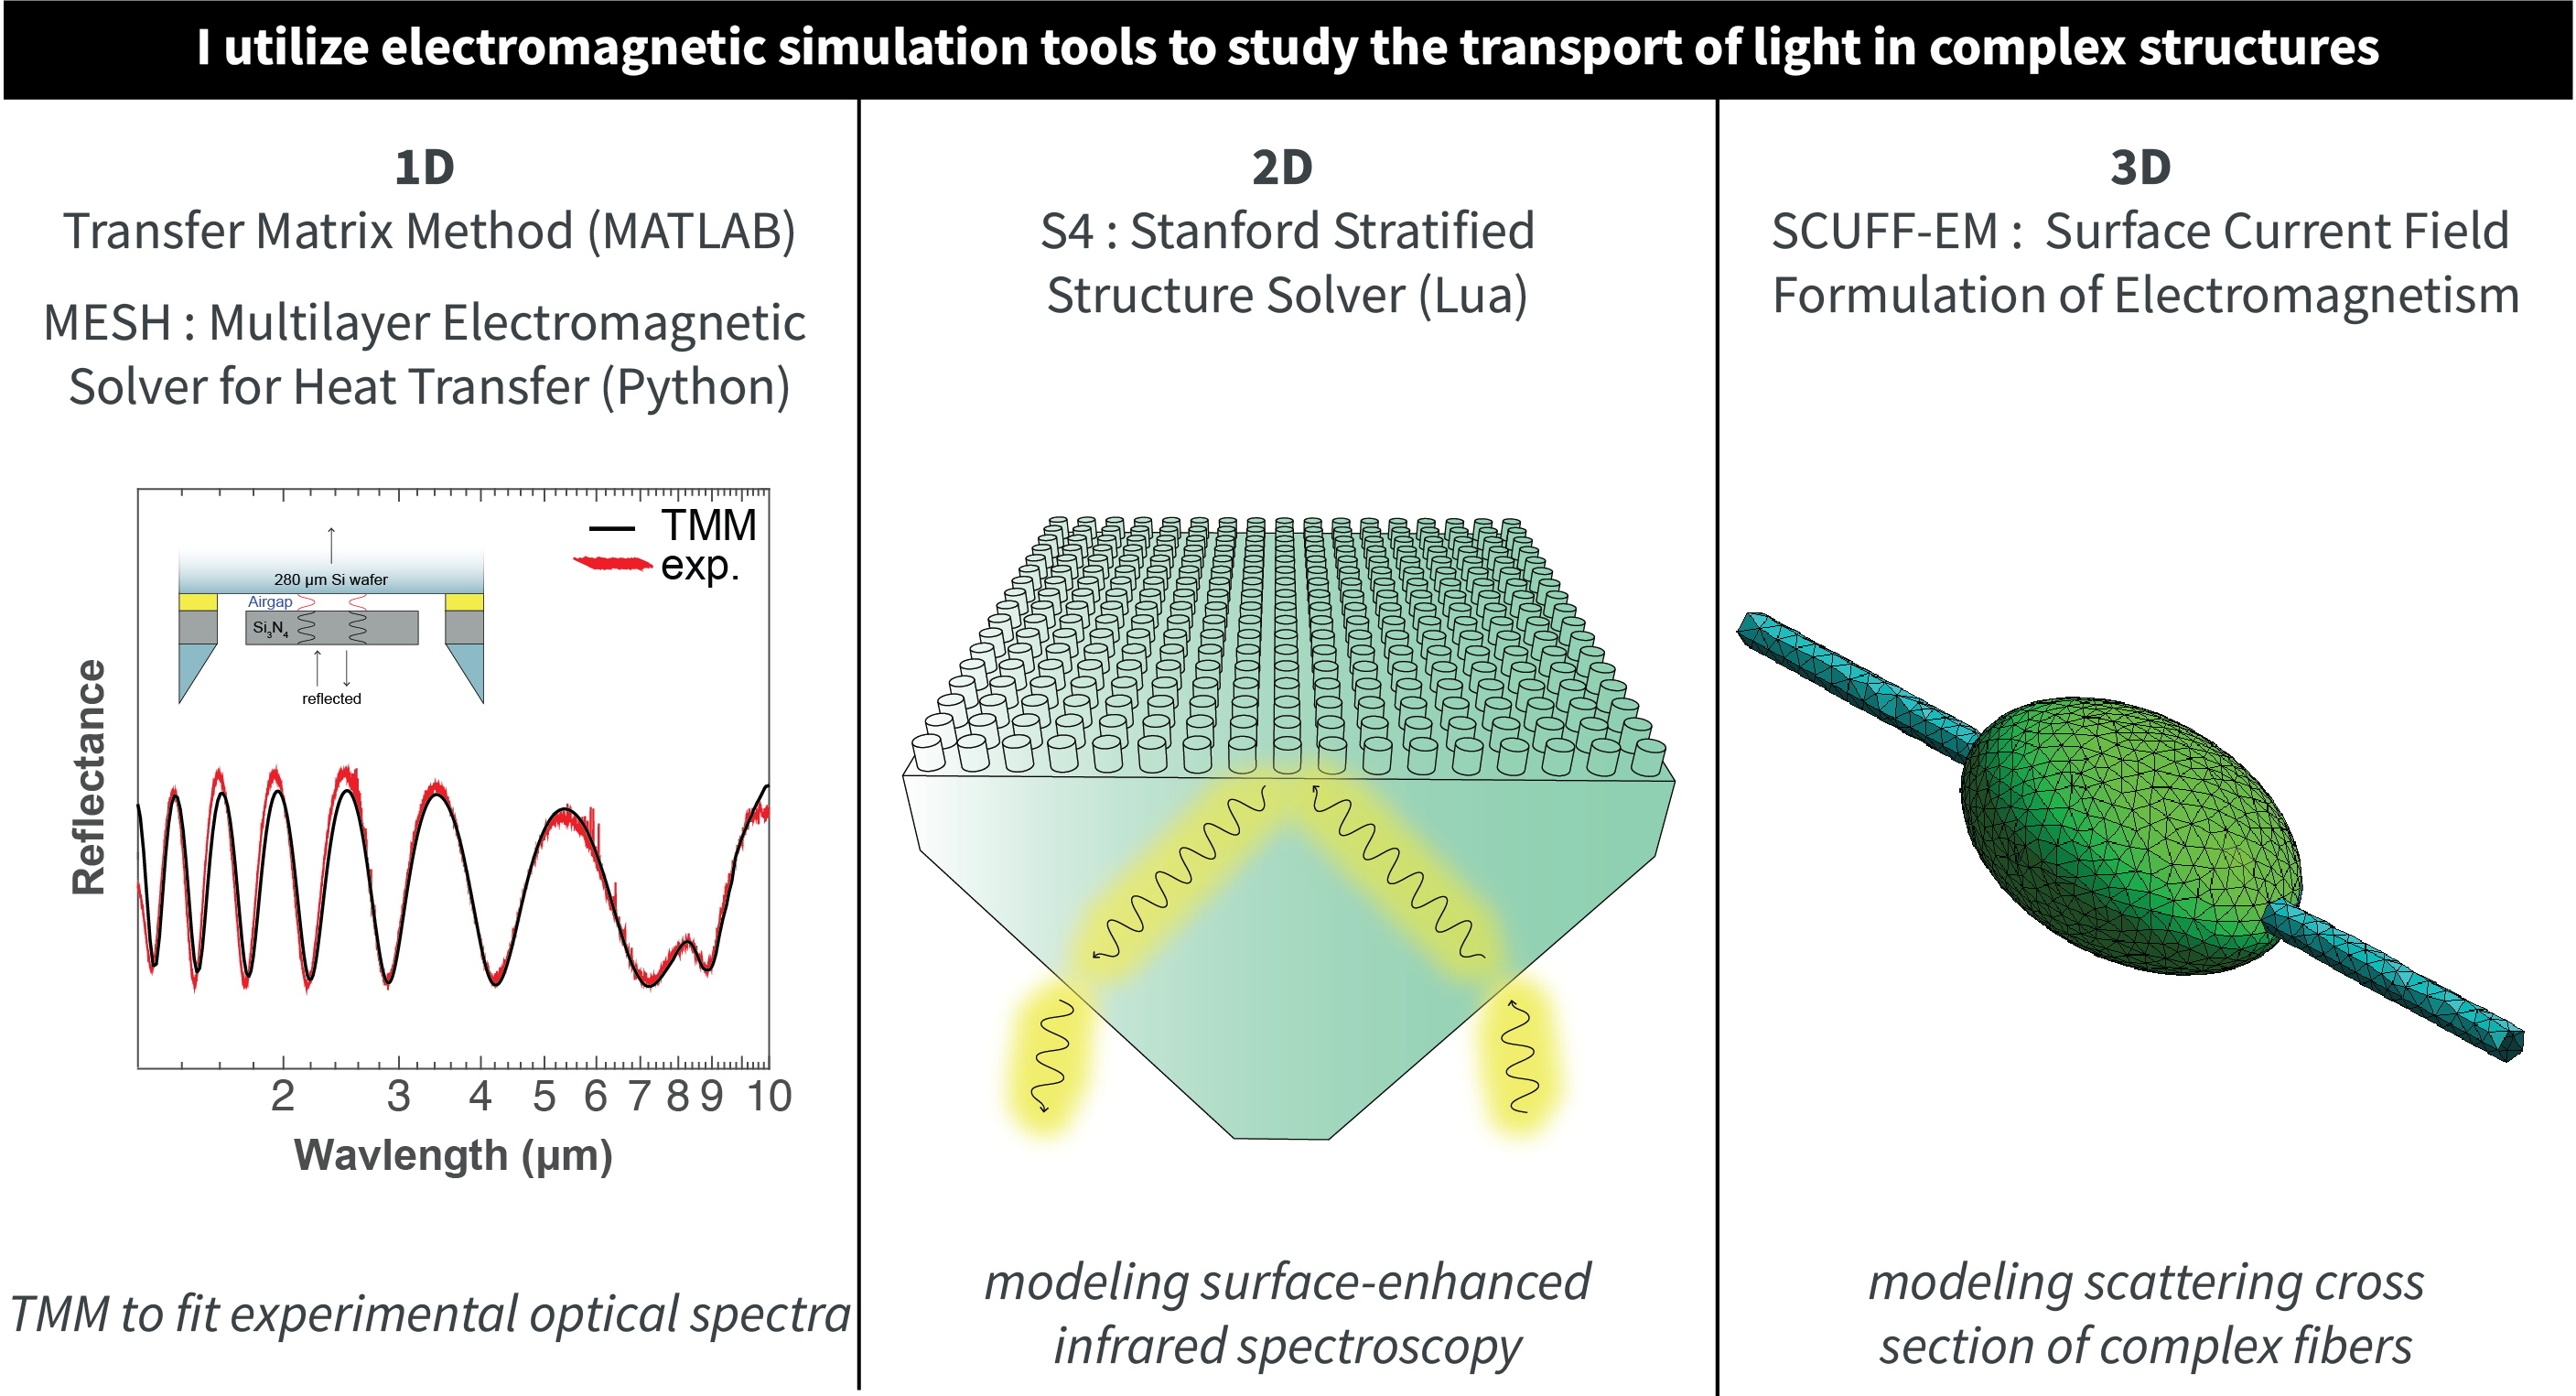 I utilize electromagnetic simulation tools to study the transport of light in complex structures
1D
Transfer Matrix Method (MATLAB)
MESH : Multilayer Electromagnetic
Solver for Heat Transfer (Python)
TMM
exp.
280 µm Si wafer
Airgap
Si₃N₄
reflected
Reflectance
2 3 4 5 6 7 8 9 10
Wavlength (µm)
TMM to fit experimental optical spectra
2D
S4 : Stanford Stratified
Structure Solver (Lua)
modeling surface-enhanced
infrared spectroscopy
3D
SCUFF-EM : Surface Current Field
Formulation of Electromagnetism
modeling scattering cross
section of complex fibers